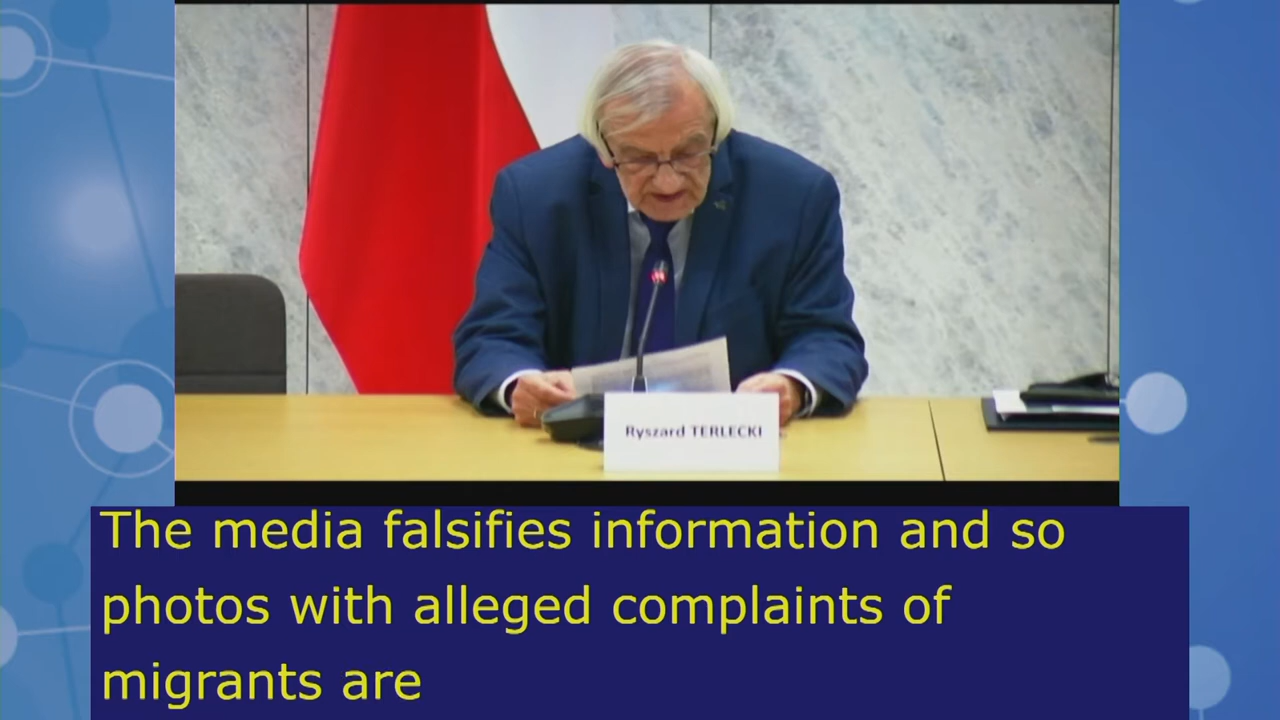 Ryszard TERLECKI
The media falsifies information and so
photos with alleged complaints of
migrants are